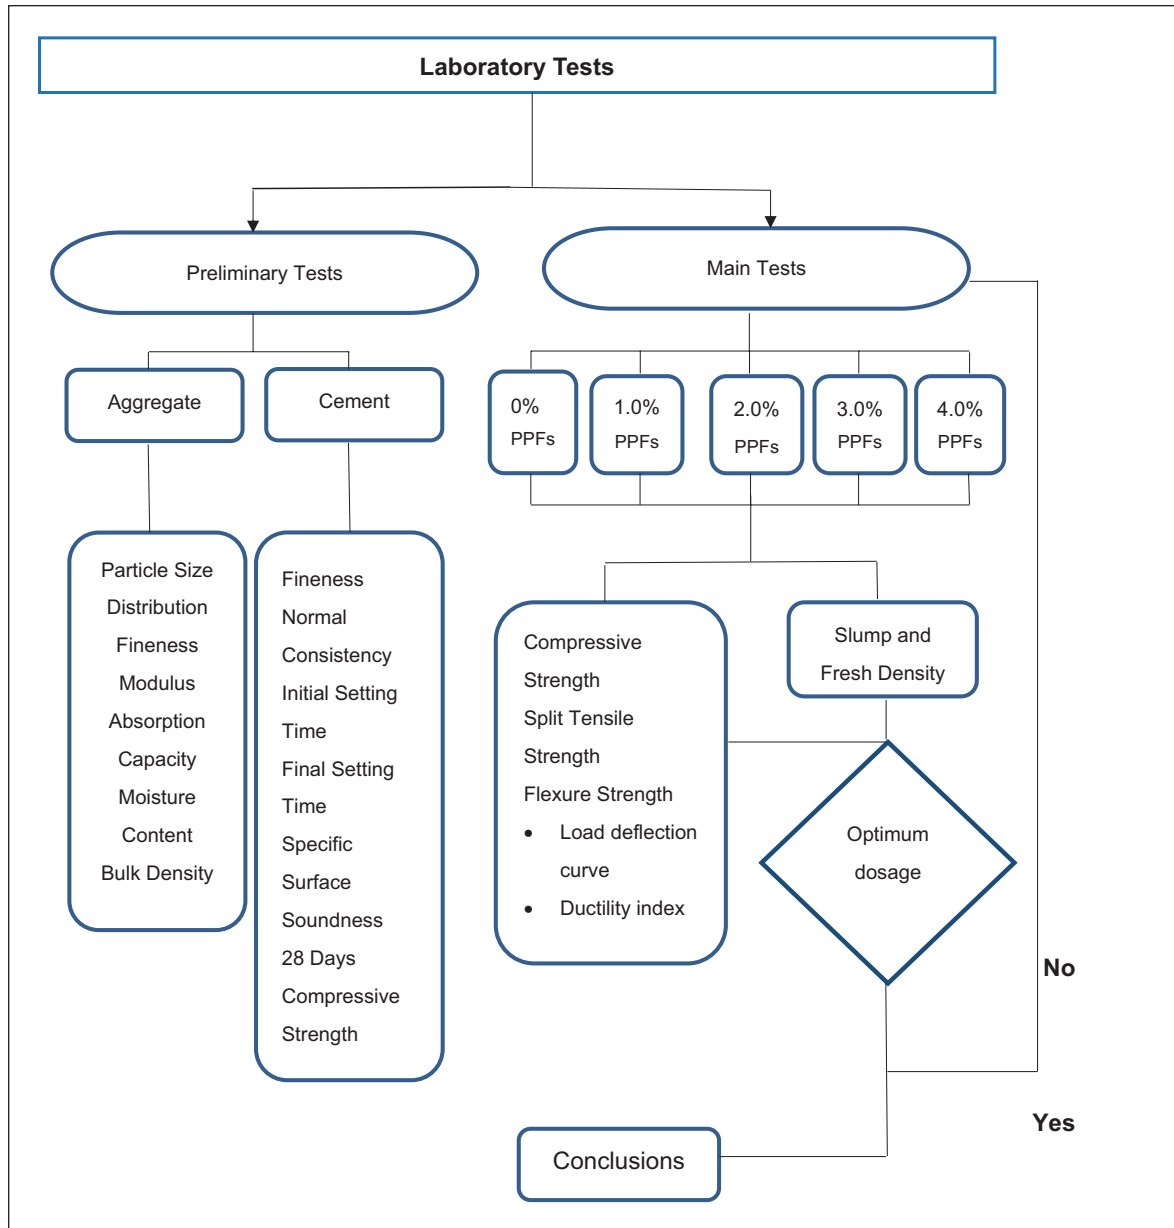 Laboratory Tests
Preliminary Tests
Main Tests
Aggregate
Cement
0%
PPFs
1.0%
PPFs
2.0%
PPFs
3.0%
PPFs
4.0%
PPFs
Particle Size
Distribution
Fineness
Modulus
Absorption
Capacity
Moisture
Content
Bulk Density
Fineness
Normal
Consistency
Initial Setting
Time
Final Setting
Time
Specific
Surface
Soundness
28 Days
Compressive
Strength
Compressive
Strength
Split Tensile
Strength
Flexure Strength
• Load deflection
curve
• Ductility index
Slump and
Fresh Density
Optimum
dosage
No
Yes
Conclusions